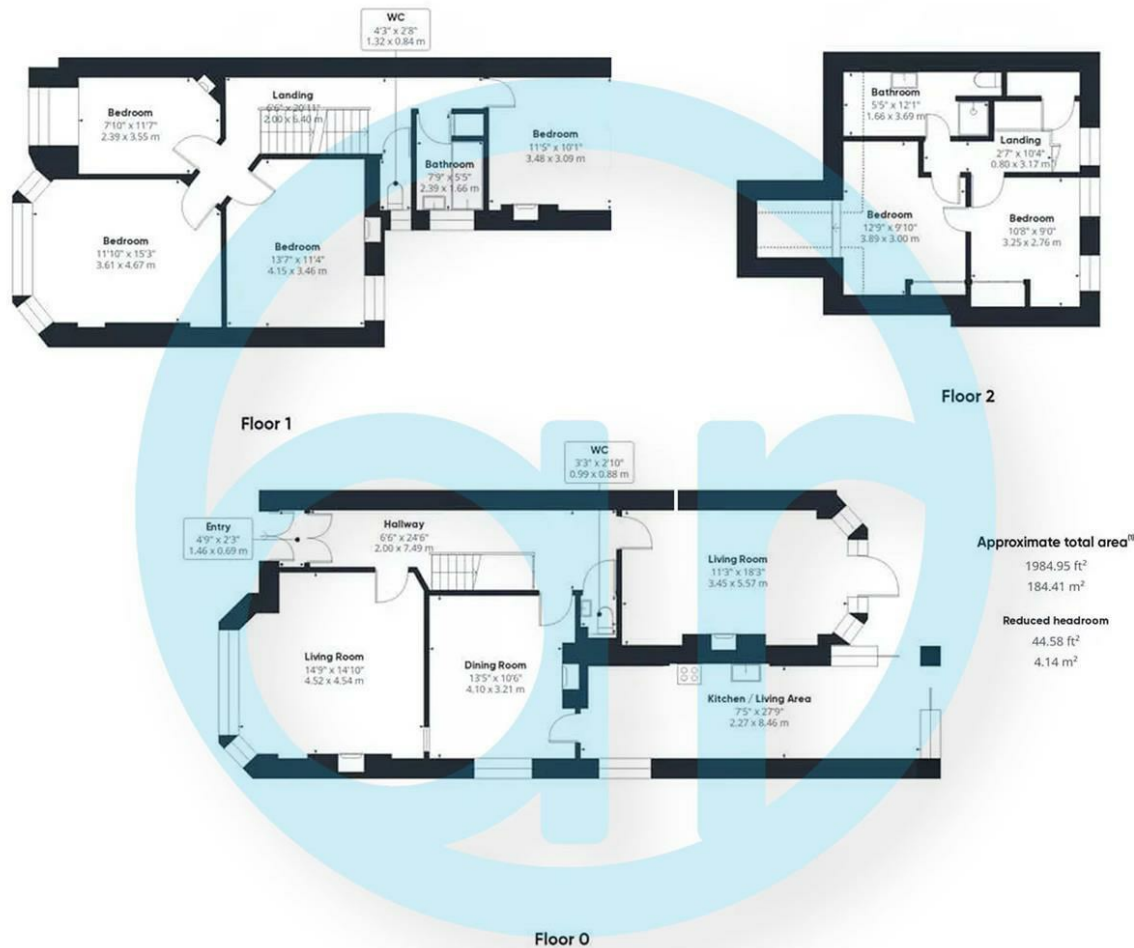 WC
4'3" x 2'8"
1.32 x 0.84 m
Bedroom
7'10" x 11'7"
2.39 x 3.55 m
Landing
6'6" x 20'11"
2.00 x 6.40 m
Bedroom
11'5" x 10'1"
3.48 x 3.09 m
Bathroom
7'9" x 5'5"
2.39 x 1.66 m
Bedroom
11'10" x 15'3"
3.61 x 4.67 m
Bedroom
13'7" x 11'4"
4.15 x 3.46 m
Floor 1
Bathroom
5'5" x 12'1"
1.66 x 3.69 m
Landing
2'7" x 10'4"
0.80 x 3.17 m
Bedroom
12'9" x 9'10"
3.89 x 3.00 m
Bedroom
10'8" x 9'0"
3.25 x 2.76 m
Floor 2
WC
3'3" x 2'10"
0.99 x 0.88 m
Entry
4'9" x 2'3"
1.46 x 0.69 m
Hallway
6'6" x 24'6"
2.00 x 7.49 m
Living Room
11'3" x 18'3"
3.45 x 5.57 m
Living Room
14'9" x 14'10"
4.52 x 4.54 m
Dining Room
13'5" x 10'6"
4.10 x 3.21 m
Kitchen / Living Area
7'5" x 27'9"
2.27 x 8.46 m
Floor 0
Approximate total area(1)
1984.95 ft²
184.41 m²
Reduced headroom
44.58 ft²
4.14 m²